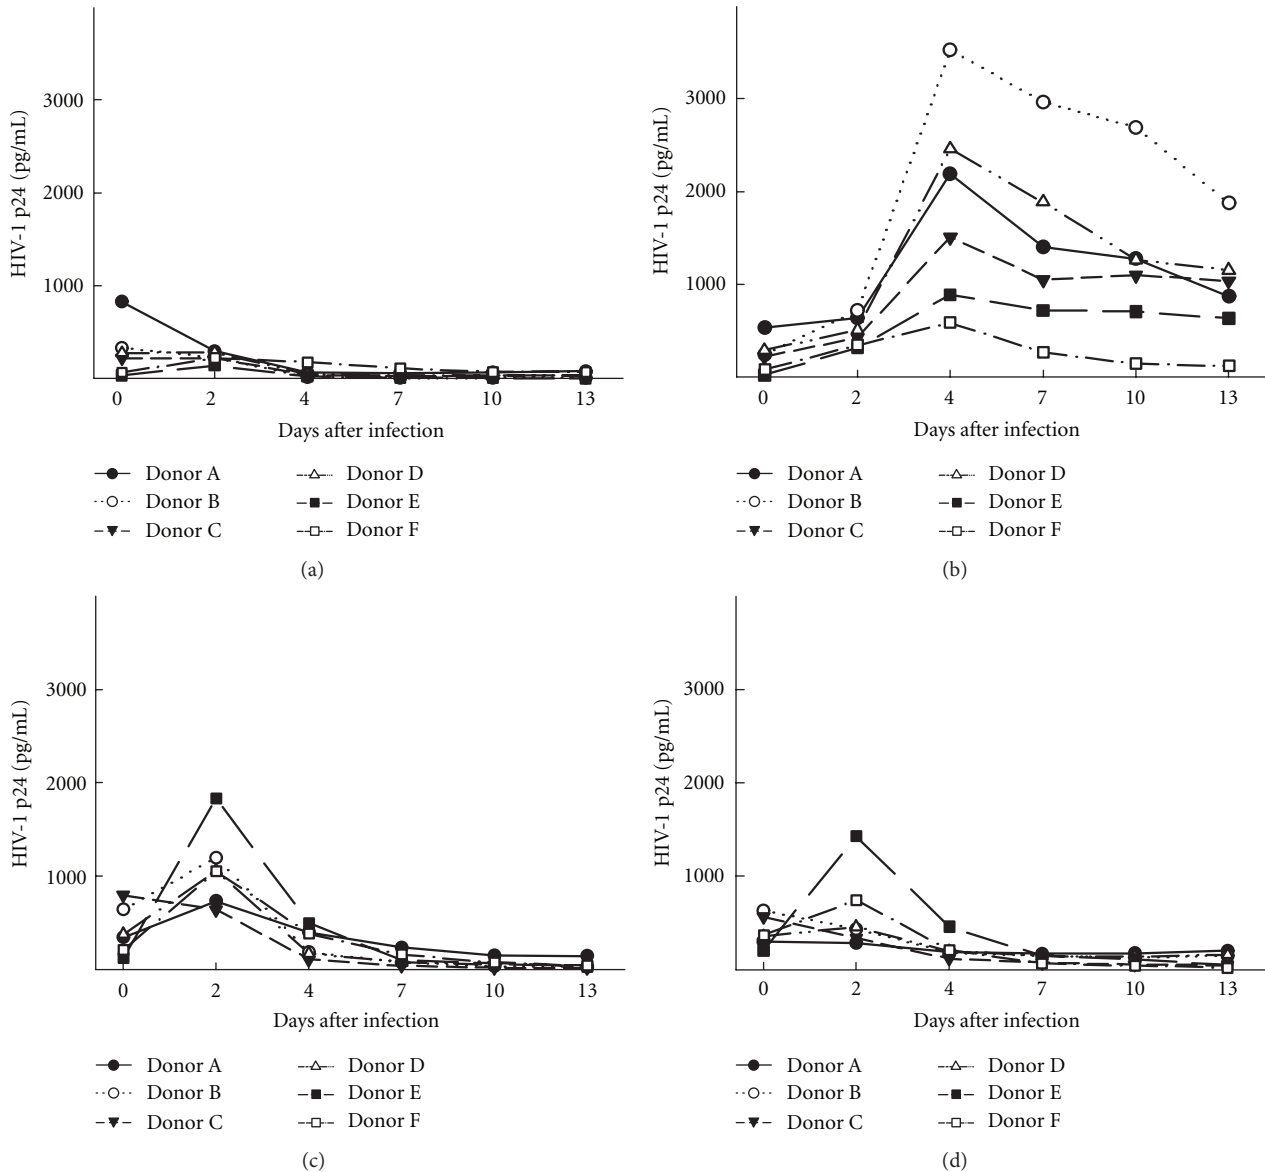 3000
2000
1000
HIV-1 p24 (pg/mL)
0 2 4 7 10 13
Days after infection
Donor A Donor D
Donor B Donor E
Donor C Donor F
(a)
3000
2000
1000
HIV-1 p24 (pg/mL)
0 2 4 7 10 13
Days after infection
Donor A Donor D
Donor B Donor E
Donor C Donor F
(b)
3000
2000
1000
HIV-1 p24 (pg/mL)
0 2 4 7 10 13
Days after infection
Donor A Donor D
Donor B Donor E
Donor C Donor F
(c)
3000
2000
1000
HIV-1 p24 (pg/mL)
0 2 4 7 10 13
Days after infection
Donor A Donor D
Donor B Donor E
Donor C Donor F
(d)